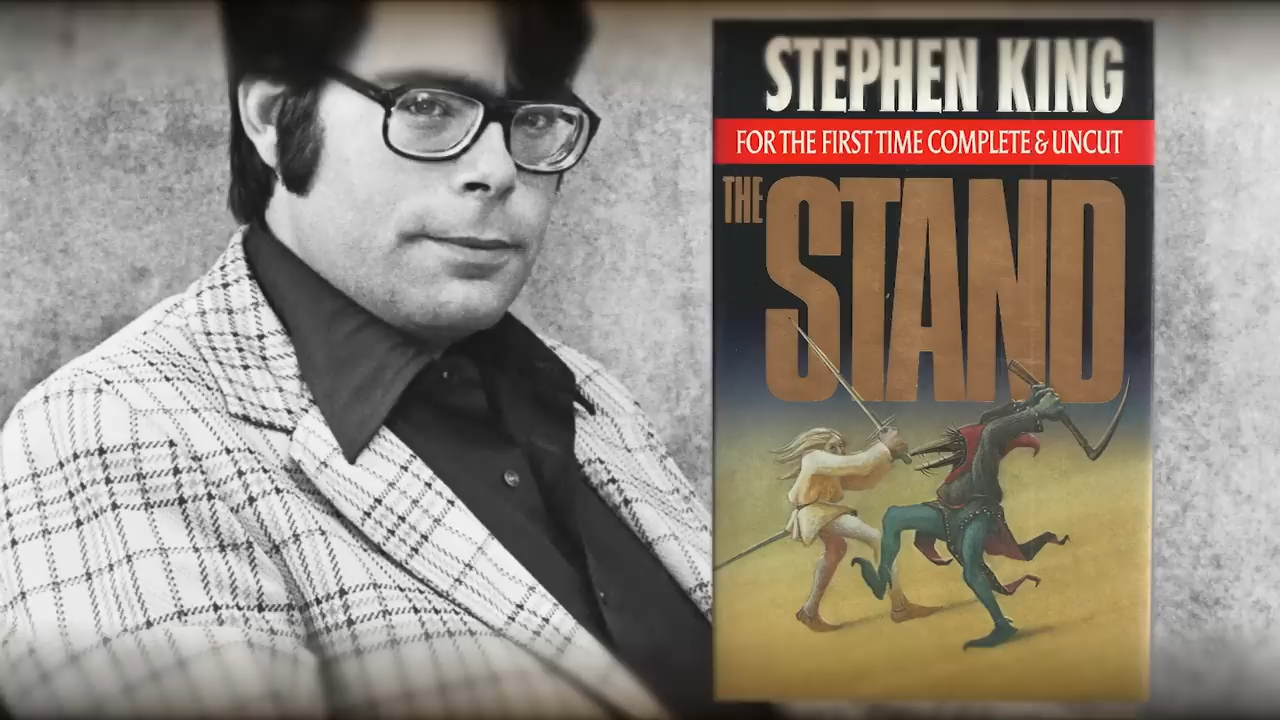 STEPHEN KING
FOR THE FIRST TIME COMPLETE & UNCUT
THE STAND